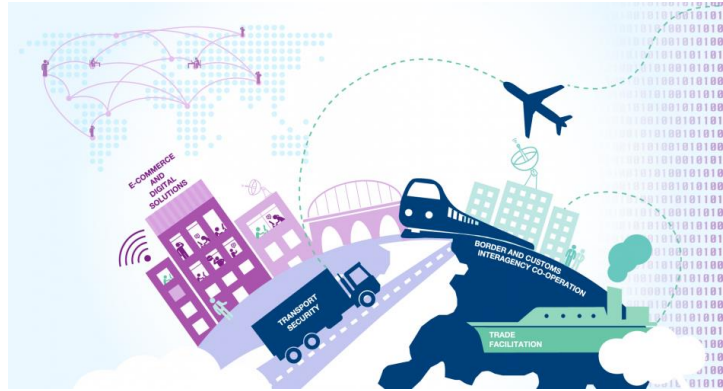 E-COMMERCE
AND
DIGITAL
SOLUTIONS
TRANSPORT
SECURITY
BORDER AND CUSTOMS
INTERAGENCY CO-OPERATION
TRADE
FACILITATION